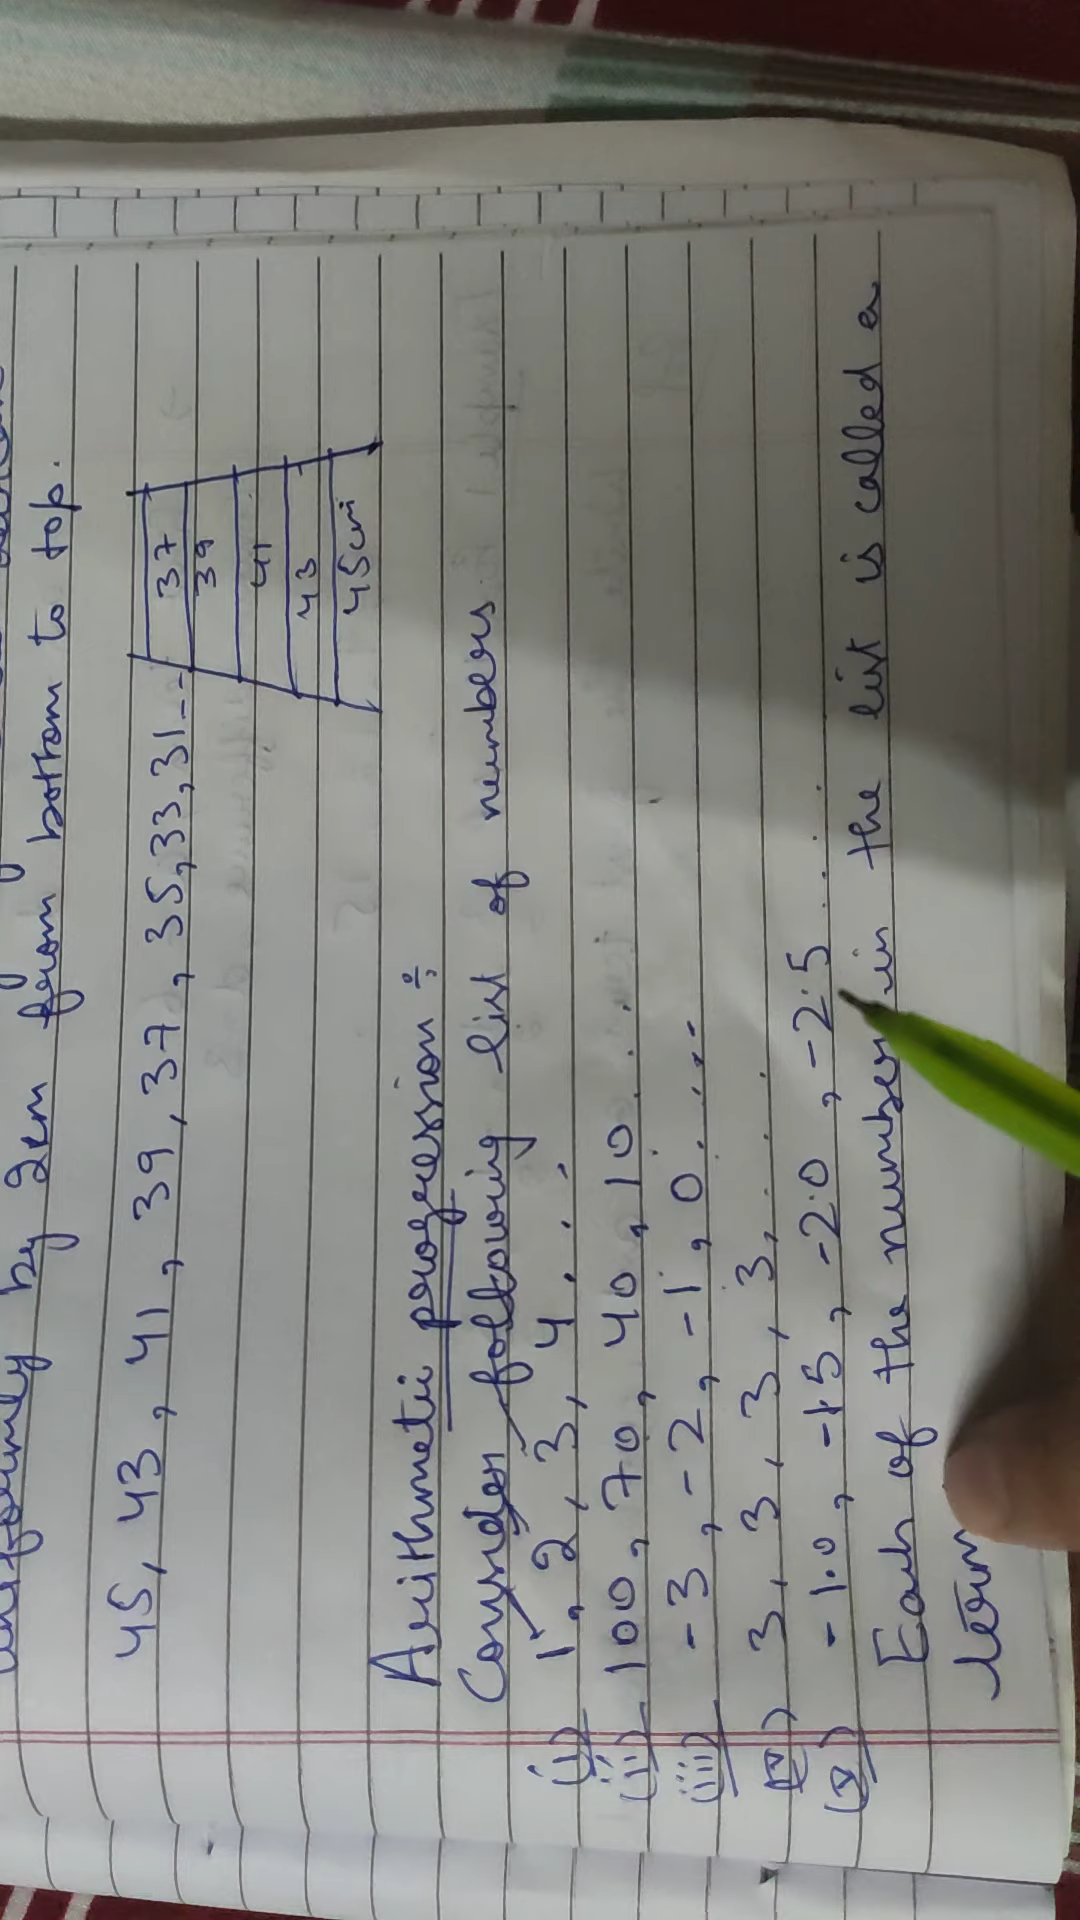 uniformly by 2cm from bottom to top.
45, 43, 41, 39, 37, 35, 33, 31--
37
39
41
43
45cm
Arithmetic progression ÷
Consider following list of numbers
(i) 1, 2, 3, 4 . . .
(ii) 100, 70, 40, 10 . . .
(iii) -3, -2, -1, 0 . . . .
(iv) 3, 3, 3, 3, . . .
(v) -1.0, -1.5, -2.0, -2.5 . . . .
Each of the number in the list is called a
term